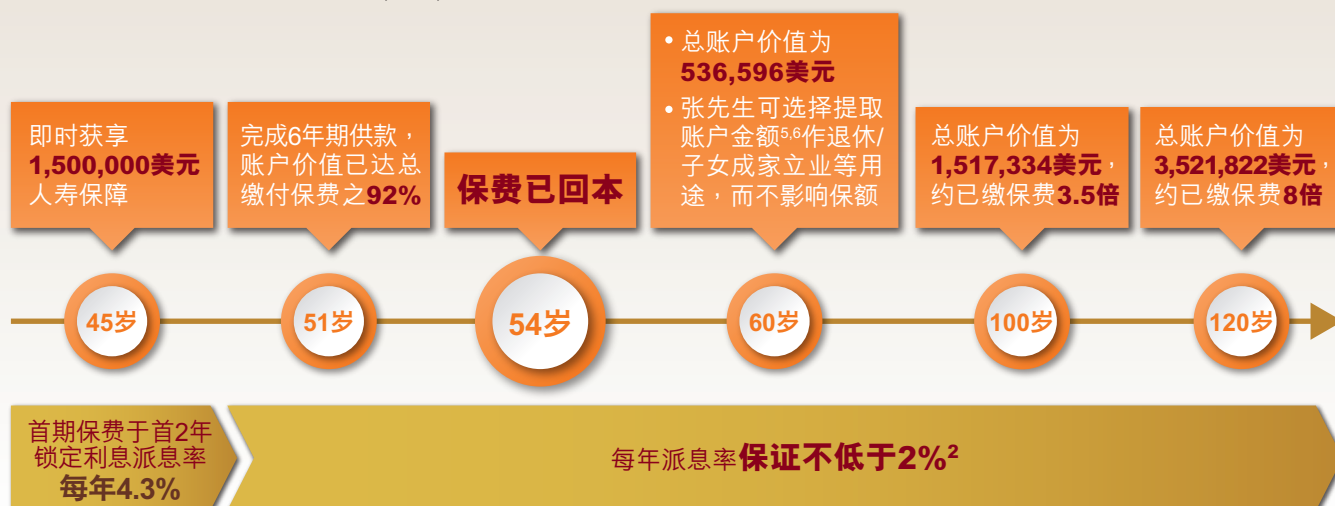 即时获享
1,500,000美元
人寿保障
完成6年期供款，
账户价值已达总
缴付保费之92%
保费已回本
• 总账户价值为
536,596美元
• 张先生可选择提取
账户金额5,6作退休/
子女成家立业等用
途，而不影响保额
总账户价值为
1,517,334美元，
约已缴保费3.5倍
总账户价值为
3,521,822美元，
约已缴保费8倍
45岁
51岁
54岁
60岁
100岁
120岁
首期保费于首2年
锁定利息派息率
每年4.3%
每年派息率保证不低于2%2